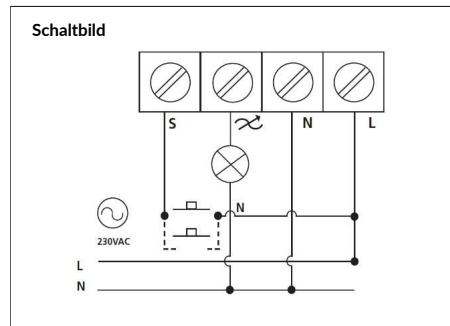 Schaltbild
S N L
N
230VAC
L
N